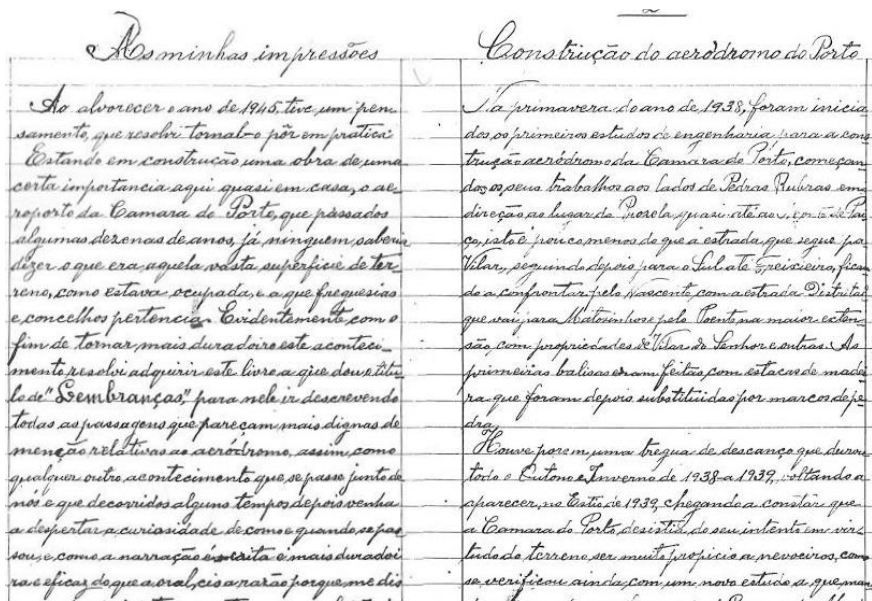 As minhas impressões
Ao alvorecer o ano de 1945, tive um pen
samento, que resolvi tornal-o pôr em pratica
Estando em construção uma obra de uma
certa importancia aqui quasi em casa, o ae-
roporto da Camara do Porto, que passados
algumas dezenas de anos, já ninguem saberia
dizer o que era aquela vasta superficie de ter-
reno, como estava ocupada, e a que freguesias
e concelhos pertencia. Evidentemente, com o
fim de tornar mais duradoiro este aconteci-
mento, resolvi adquirir este livro a que dou o titu-
lo de "Lembranças", para nele ir descrevendo
todas as passagens que pareçam mais dignas de
menção relativas ao aeródromo, assim, como
qualquer outro acontecimento que se passe junto de
nós e que decorridos alguns tempos depois venha
a despertar a curiosidade de como e quando se pas
sou, e como a narração escrita é mais duradoi
ra e eficaz do que a oral, eis a razão porque me dis
Construção do aeródromo do Porto
primavera do ano de 1938, foram inicia
dos os primeiros estudos de engenharia para a cons
trução aeródromo da Camara do Porto, começan
do os seus trabalhos aos lados de Pedras Rubras em
direção ao lugar da quasi até ao de
ço, isto é pouco menos do que a estrada que segue pa
Vilar, seguindo depois para o Sul até Freixieiro, fican
do a confrontar pelo Nascente, com a estrada Distrital
que vai para Matosinhos e pelo Poente na maior exten
são, com propriedades de Vilar do Senhor e outras. As
primeiras balisas eram feitas, com estacas de madei
ra que foram depois substituidas por marcos de pe
dra,
Houve porem, uma tregua de descanço que durou
todo o Outono e Inverno de 1938 a 1939, voltando a
aparecer, no Estio de 1939, chegando a constar que
a Camara do Porto, desistia do seu intento em vir
tude do terreno ser muito propicio a nevoeiros, como
se verificou ainda, com um novo estudo a que man